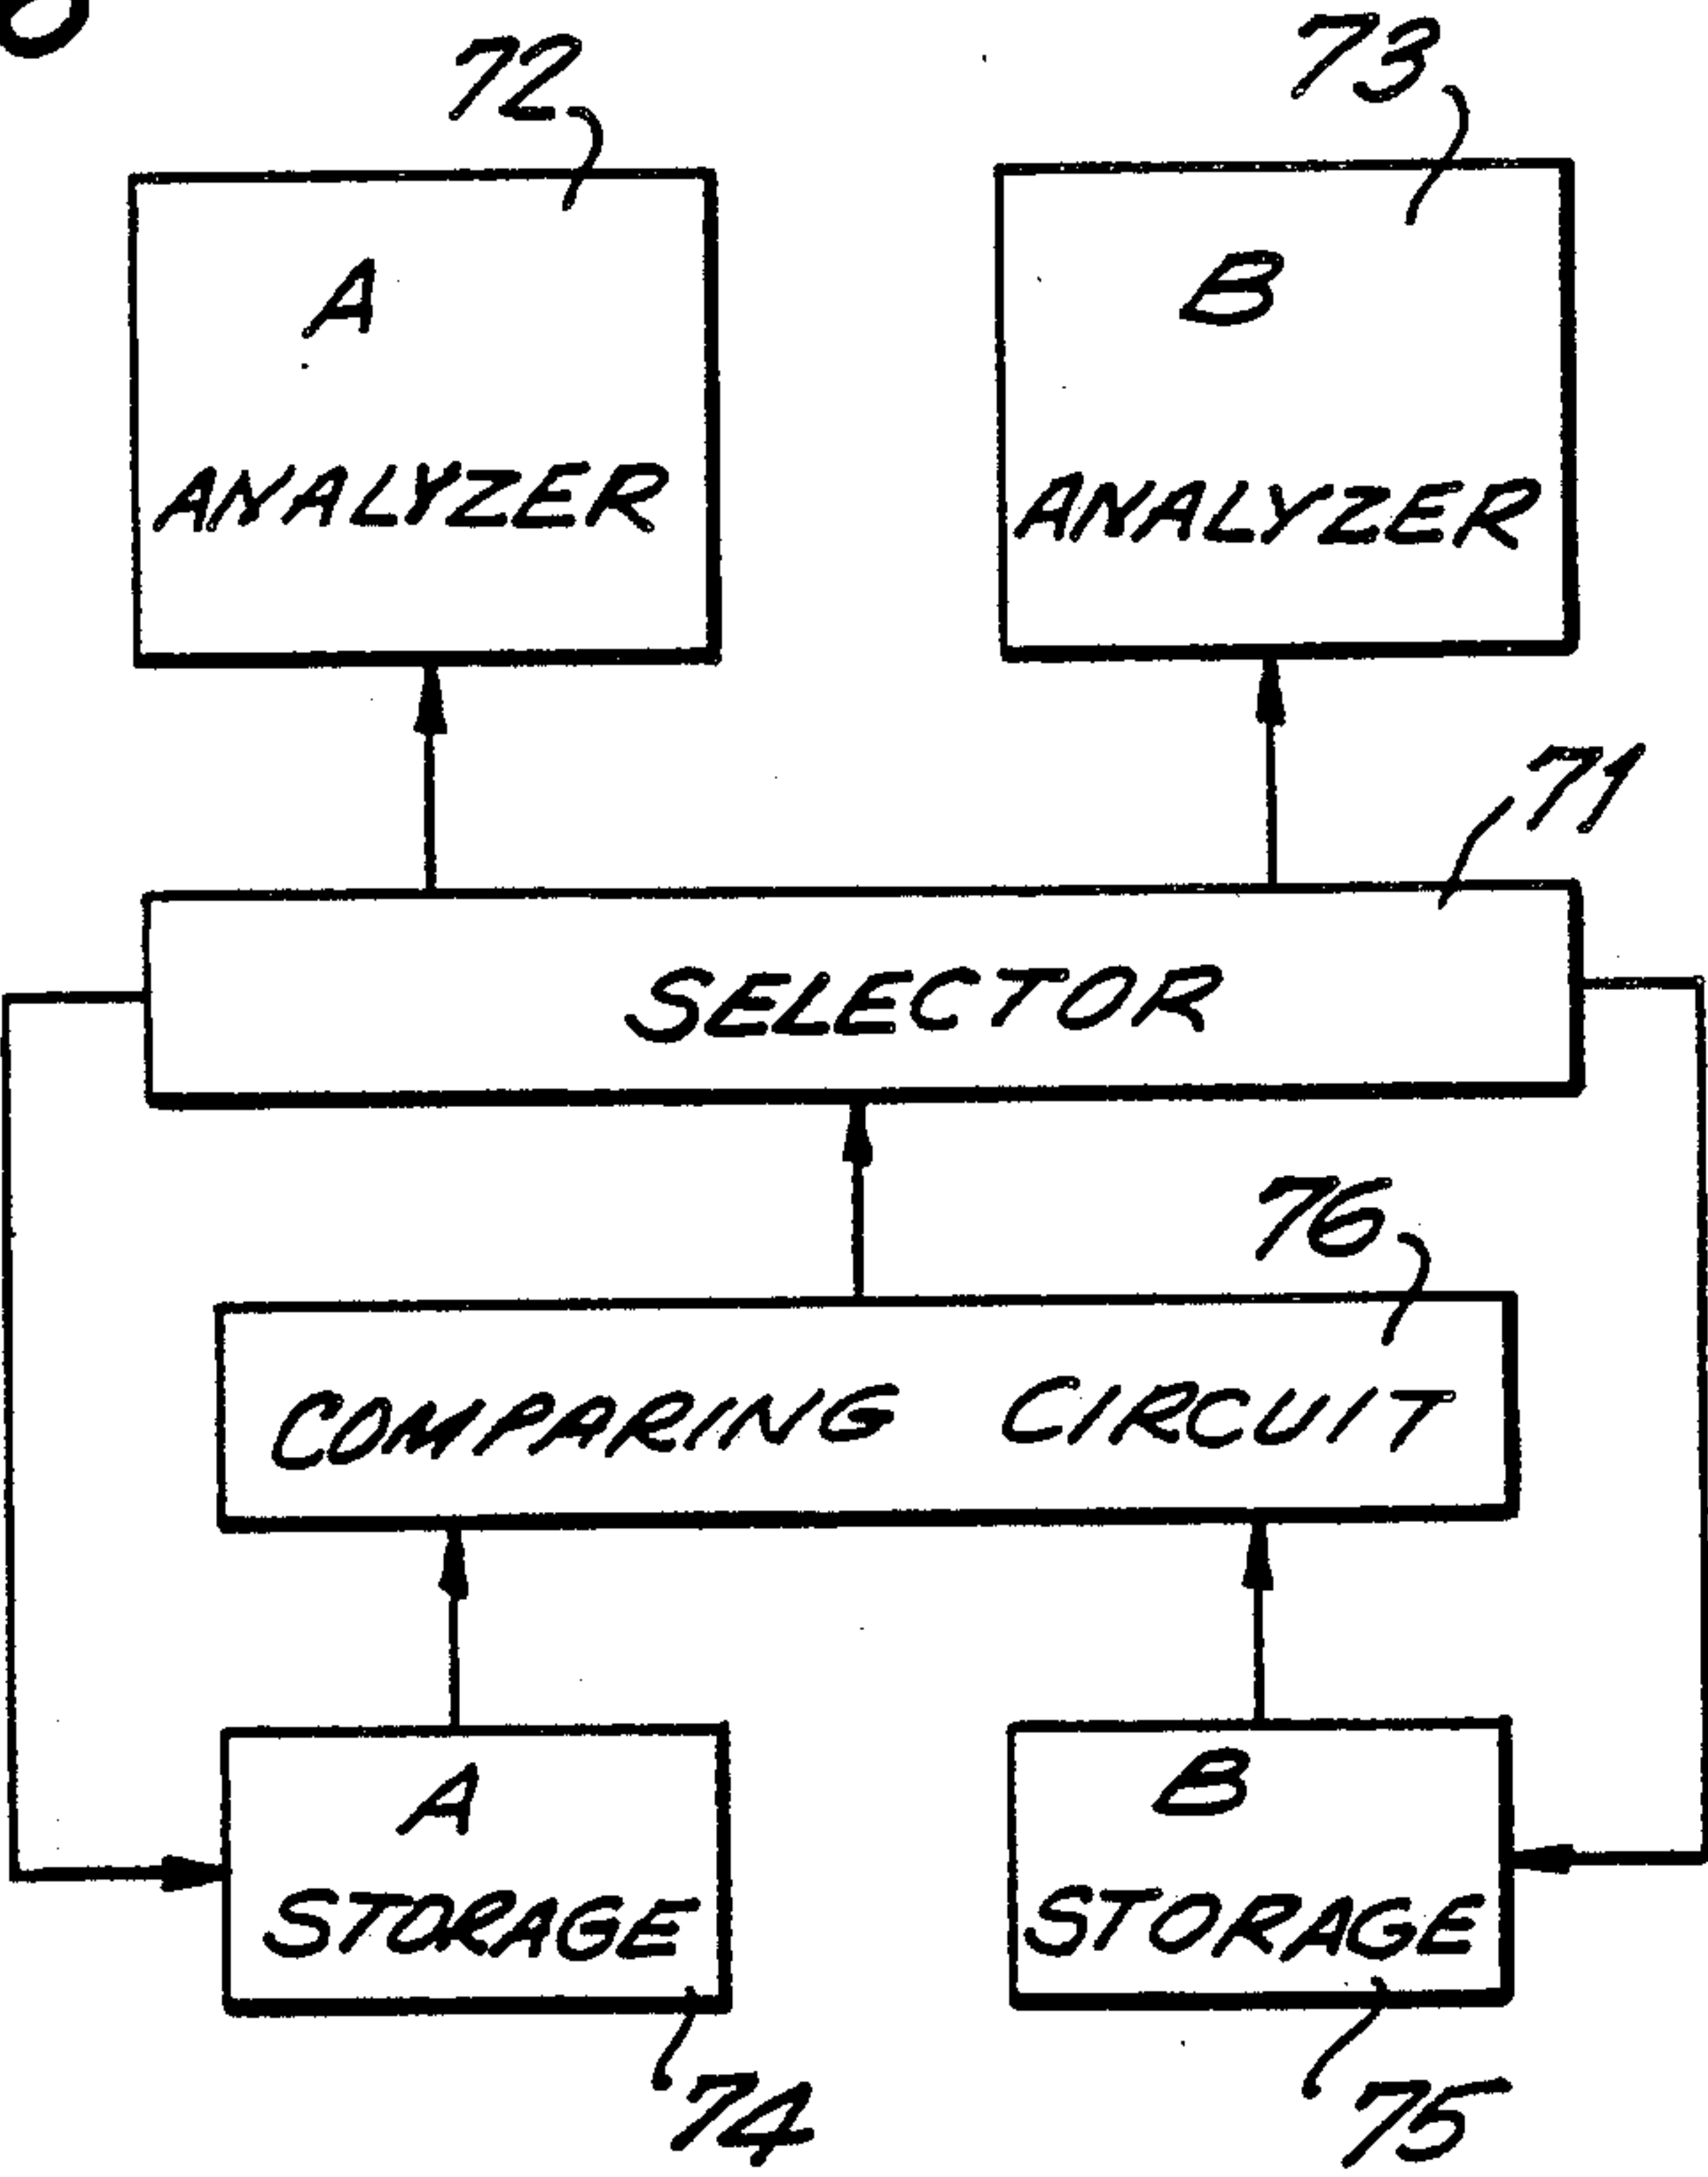 72
73
A
ANALYZER
B
ANALYZER
71
SELECTOR
76
COMPARING CIRCUIT
A
STORAGE
B
STORAGE
74
75